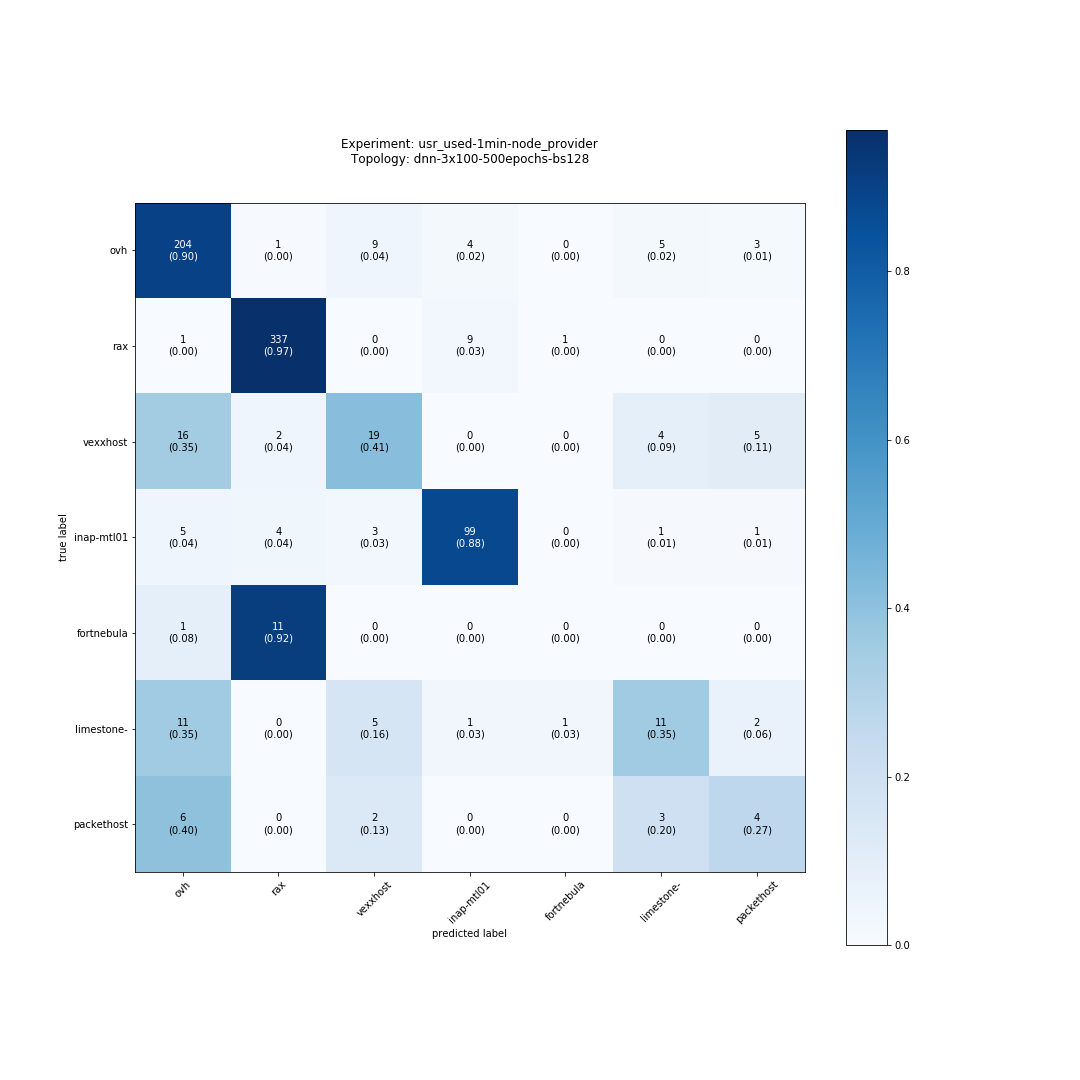 Experiment: usr_used-1min-node_provider
Topology: dnn-3x100-500epochs-bs128
true label
ovh
204 1 9 4 0 5 3
(0.90) (0.00) (0.04) (0.02) (0.00) (0.02) (0.01)
rax
1 337 0 9 1 0 0
(0.00) (0.97) (0.00) (0.03) (0.00) (0.00) (0.00)
vexxhost
16 2 19 0 0 4 5
(0.35) (0.04) (0.41) (0.00) (0.00) (0.09) (0.11)
inap-mtl01
5 4 3 99 0 1 1
(0.04) (0.04) (0.03) (0.88) (0.00) (0.01) (0.01)
fortnebula
1 11 0 0 0 0 0
(0.08) (0.92) (0.00) (0.00) (0.00) (0.00) (0.00)
limestone-
11 0 5 1 1 11 2
(0.35) (0.00) (0.16) (0.03) (0.03) (0.35) (0.06)
packethost
6 0 2 0 0 3 4
(0.40) (0.00) (0.13) (0.00) (0.00) (0.20) (0.27)
ovh rax vexxhost inap-mtl01 fortnebula limestone- packethost
predicted label
0.8
0.6
0.4
0.2
0.0